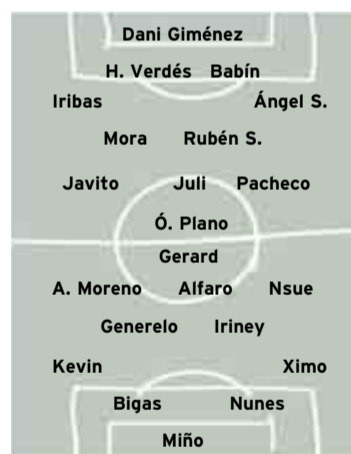 Dani Giménez
H. Verdés Babín
Iribas Ángel S.
Mora Rubén S.
Javito Juli Pacheco
Ó. Plano
Gerard
A. Moreno Alfaro Nsue
Generelo Iriney
Kevin Ximo
Bigas Nunes
Miño